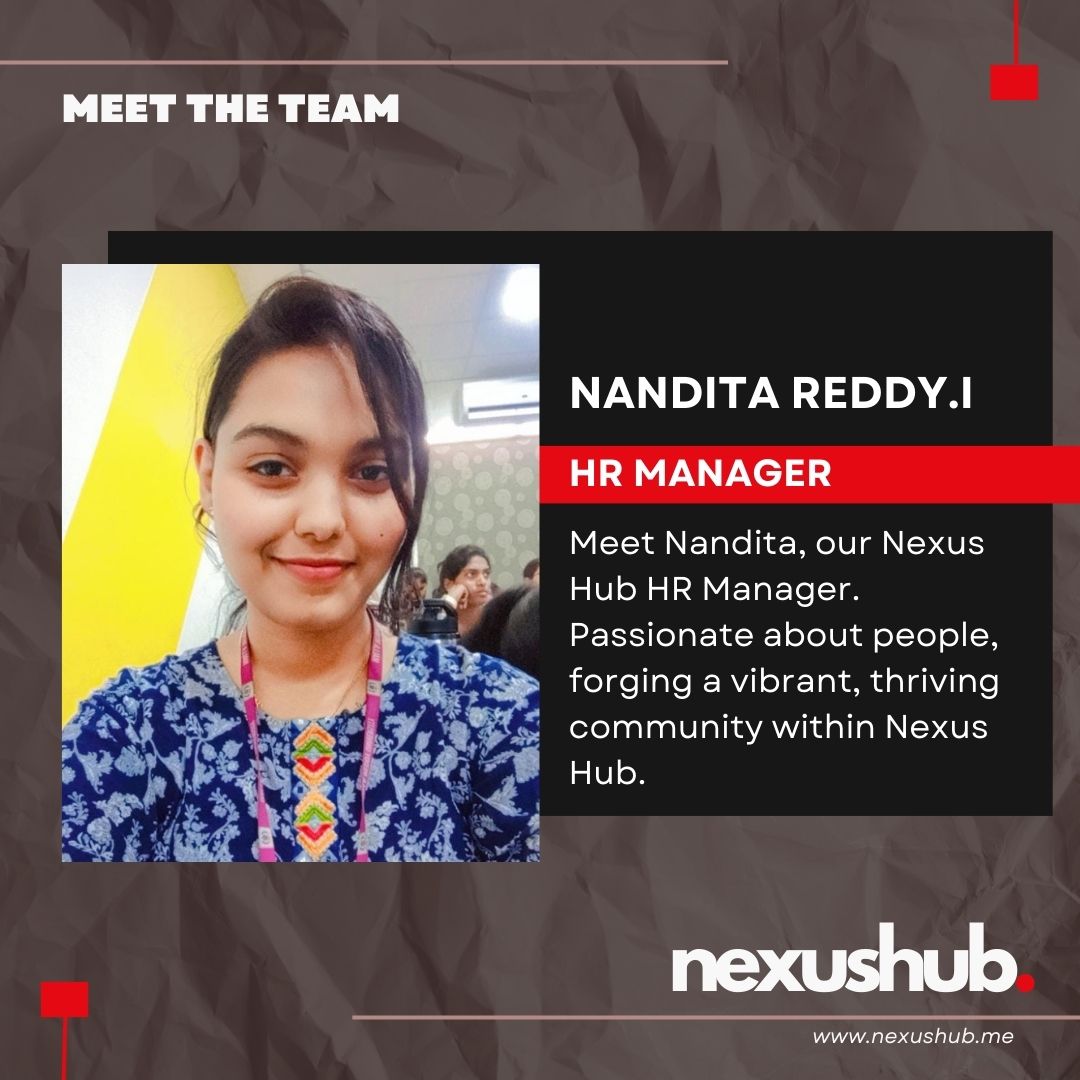 MEET THE TEAM
NANDITA REDDY.I
HR MANAGER
Meet Nandita, our Nexus
Hub HR Manager.
Passionate about people,
forging a vibrant, thriving
community within Nexus
Hub.
nexushub.
www.nexushub.me